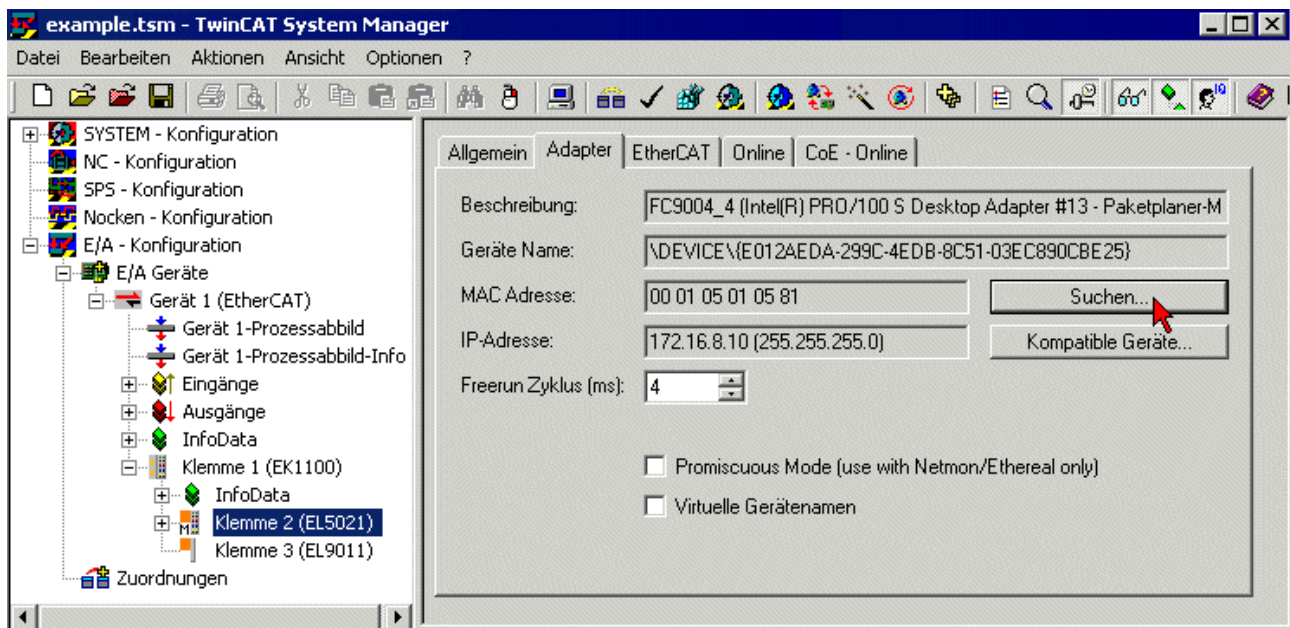 example.tsm - TwinCAT System Manager
Datei Bearbeiten Aktionen Ansicht Optionen ?
SYSTEM - Konfiguration
NC - Konfiguration
SPS - Konfiguration
Nocken - Konfiguration
E/A - Konfiguration
E/A Geräte
Gerät 1 (EtherCAT)
Gerät 1-Prozessabbild
Gerät 1-Prozessabbild-Info
Eingänge
Ausgänge
InfoData
Klemme 1 (EK1100)
InfoData
Klemme 2 (EL5021)
Klemme 3 (EL9011)
Zuordnungen
Allgemein Adapter EtherCAT Online CoE - Online
Beschreibung: FC9004_4 (Intel(R) PRO/100 S Desktop Adapter #13 - Paketplaner-M
Geräte Name: \DEVICE\{E012AEDA-299C-4EDB-8C51-03EC890CBE25}
MAC Adresse: 00 01 05 01 05 81 Suchen...
IP-Adresse: 172.16.8.10 (255.255.255.0) Kompatible Geräte...
Freerun Zyklus (ms): 4
Promiscuous Mode (use with Netmon/Ethereal only)
Virtuelle Gerätenamen